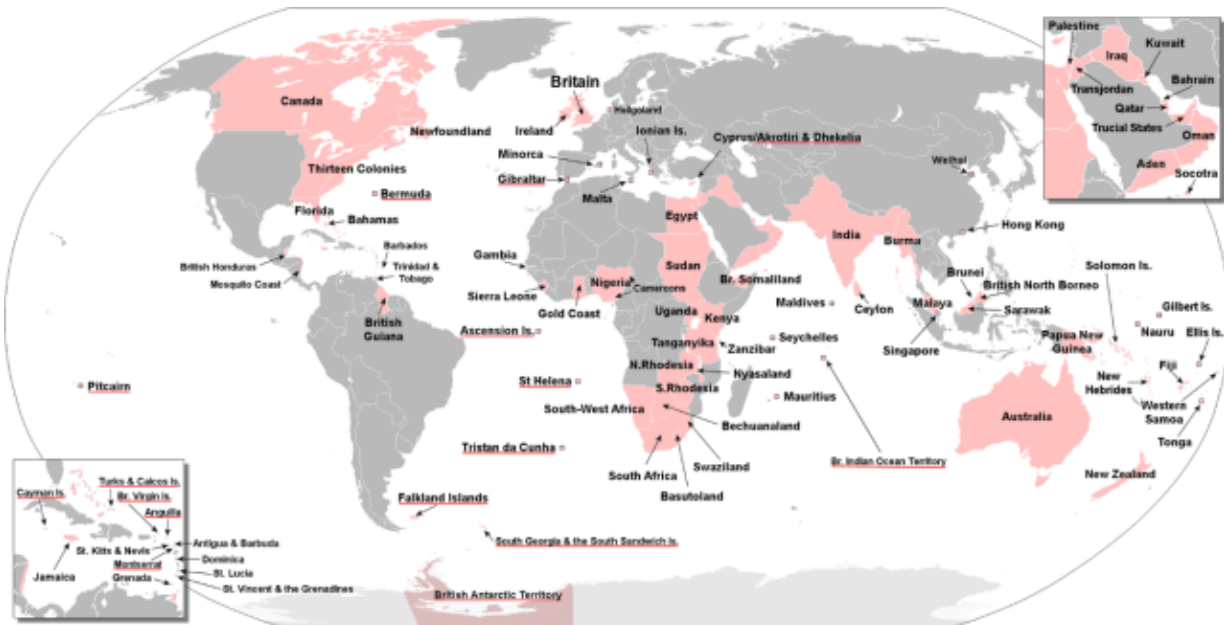 Palestine
Iraq
Kuwait
Transjordan
Bahrain
Qatar
Trucial States
Oman
Aden
Socotra
Canada
Newfoundland
Britain
Heligoland
Ireland
Ionian Is.
Cyprus/Akrotiri & Dhekelia
Minorca
Gibraltar
Malta
Weihai
Thirteen Colonies
Bermuda
Florida
Bahamas
Egypt
India
Burma
Hong Kong
Barbados
British Honduras
Trinidad &
Tobago
Mosquito Coast
Gambia
Sudan
Nigeria
Cameroons
Br. Somaliland
Sierra Leone
Gold Coast
Maldives
Ceylon
Brunei
British North Borneo
Malaya
Sarawak
Singapore
Solomon Is.
Gilbert Is.
Nauru
Ellis Is.
British
Guiana
Ascension Is.
Uganda
Kenya
Tanganyika
Zanzibar
Seychelles
Papua New
Guinea
Pitcairn
St Helena
N.Rhodesia
Nyasaland
S.Rhodesia
Mauritius
New
Hebrides
Fiji
Western
Samoa
Tonga
South-West Africa
Bechuanaland
Australia
Tristan da Cunha
South Africa
Swaziland
Basutoland
Br. Indian Ocean Territory
New Zealand
Falkland Islands
South Georgia & the South Sandwich Is.
British Antarctic Territory
Cayman Is.
Turks & Caicos Is.
Br. Virgin Is.
Anguilla
Antigua & Barbuda
St. Kitts & Nevis
Montserrat
Dominica
Jamaica
Grenada
St. Lucia
St. Vincent & the Grenadines